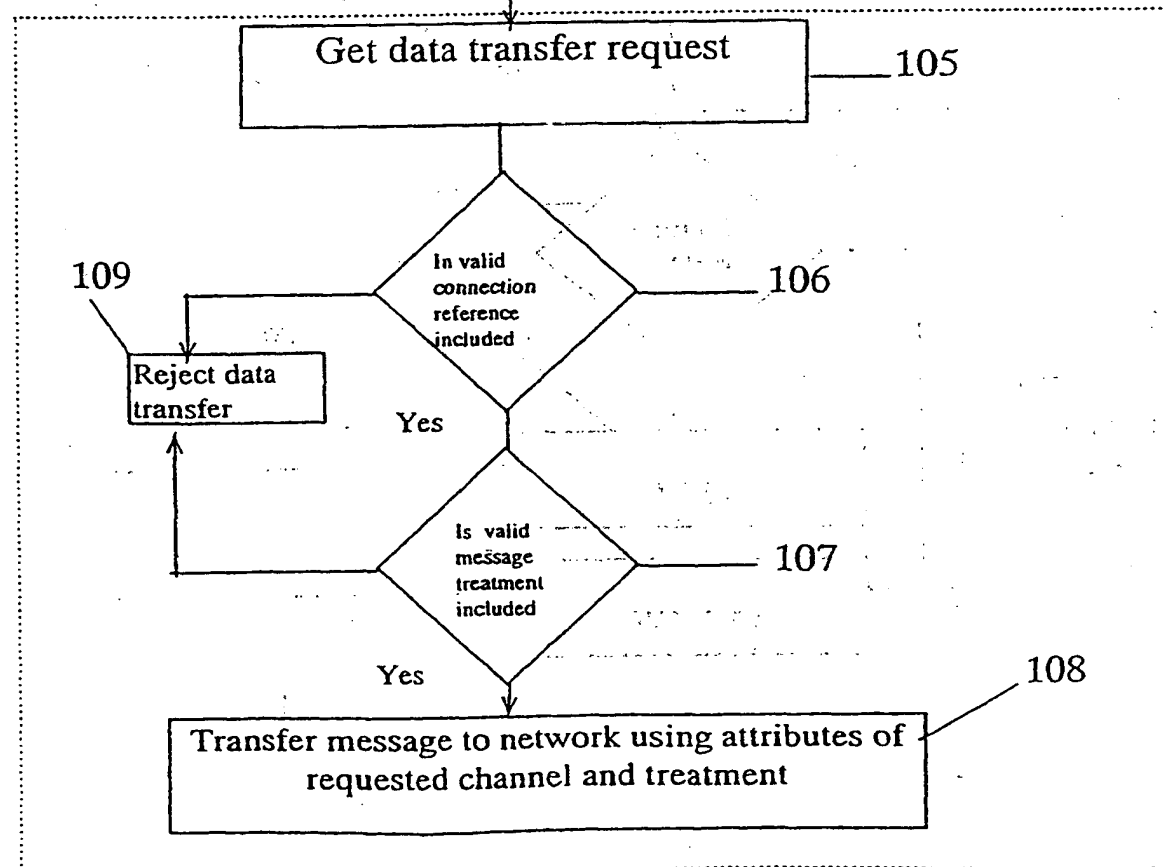 Get data transfer request
105
In valid
connection
reference
included
106
109
Reject data
transfer
Yes
Is valid
message
treatment
included
107
Yes
108
Transfer message to network using attributes of
requested channel and treatment